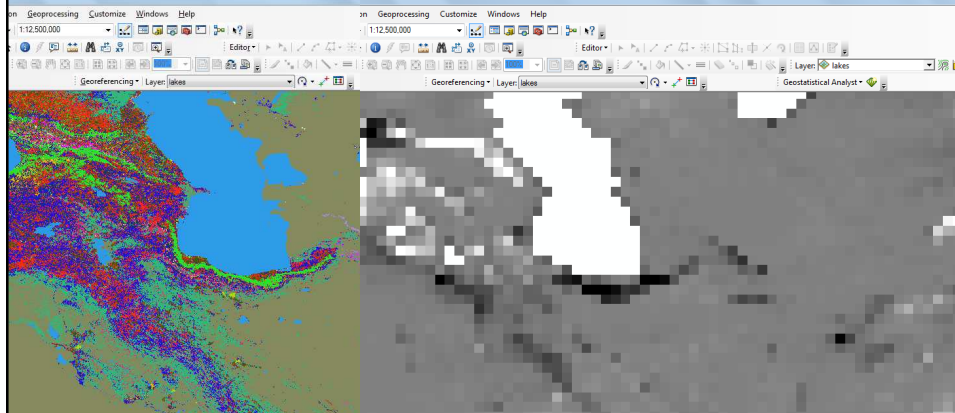 on Geoprocessing Customize Windows Help
1:12,500,000
Editor
Georeferencing Layer: lakes
on Geoprocessing Customize Windows Help
1:12,500,000
Editor
Layer: lakes
Georeferencing Layer: lakes
Geostatistical Analyst